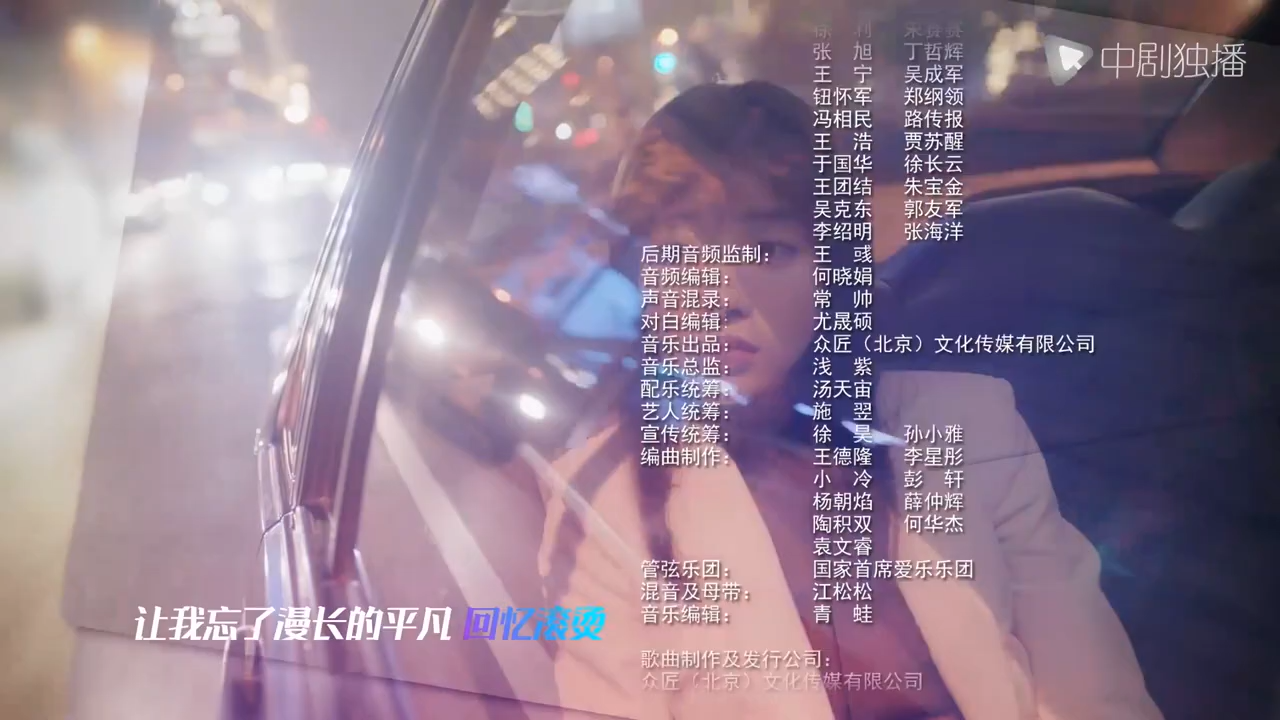 中剧独播
徐　利　宋赛赛
张　旭　丁哲辉
王　宁　吴成军
钮怀军　郑纲领
冯相民　路传报
王　浩　贾苏醒
于国华　徐长云
王团结　朱宝金
吴克东　郭友军
李绍明　张海洋
后期音频监制：　王　彧
音频编辑：　何晓娟
声音混录：　常　帅
对白编辑：　尤晟硕
音乐出品：　众匠（北京）文化传媒有限公司
音乐总监：　浅　紫
配乐统筹：　汤天宙
艺人统筹：　施　翌
宣传统筹：　徐　昊　孙小雅
编曲制作：　王德隆　李星彤
小　冷　彭　轩
杨朝焰　薛仲辉
陶积双　何华杰
袁文睿
管弦乐团：　国家首席爱乐乐团
混音及母带：　江松松
音乐编辑：　青　蛙
让我忘了漫长的平凡 回忆滚烫
歌曲制作及发行公司：
众匠（北京）文化传媒有限公司